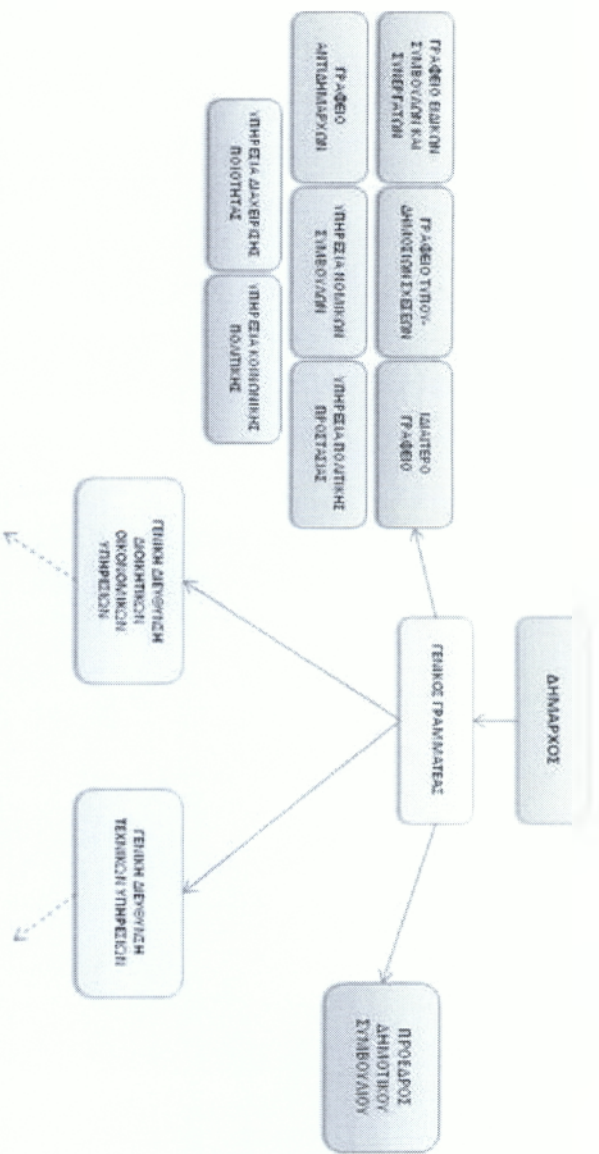 ΔΗΜΑΡΧΟΣ
ΓΕΝΙΚΟΣ ΓΡΑΜΜΑΤΕΑΣ
ΓΡΑΦΕΙΟ ΕΙΔΙΚΩΝ
ΣΥΜΒΟΥΛΩΝ ΚΑΙ
ΣΥΝΕΡΓΑΤΩΝ
ΓΡΑΦΕΙΟ ΤΥΠΟΥ-
ΔΗΜΟΣΙΩΝ ΣΧΕΣΕΩΝ
ΙΔΙΑΙΤΕΡΟ
ΓΡΑΦΕΙΟ
ΓΡΑΦΕΙΟ
ΑΝΤΙΔΗΜΑΡΧΩΝ
ΥΠΗΡΕΣΙΑ ΝΟΜΙΚΩΝ
ΣΥΜΒΟΥΛΩΝ
ΥΠΗΡΕΣΙΑ ΠΟΛΙΤΙΚΗΣ
ΠΡΟΣΤΑΣΙΑΣ
ΥΠΗΡΕΣΙΑ ΔΙΑΧΕΙΡΙΣΗΣ
ΠΟΙΟΤΗΤΑΣ
ΥΠΗΡΕΣΙΑ ΚΟΙΝΩΝΙΚΗΣ
ΠΟΛΙΤΙΚΗΣ
ΠΡΟΕΔΡΟΣ
ΔΗΜΟΤΙΚΟΥ
ΣΥΜΒΟΥΛΙΟΥ
ΓΕΝΙΚΗ ΔΙΕΥΘΥΝΣΗ
ΔΙΟΙΚΗΤΙΚΩΝ
ΟΙΚΟΝΟΜΙΚΩΝ
ΥΠΗΡΕΣΙΩΝ
ΓΕΝΙΚΗ ΔΙΕΥΘΥΝΣΗ
ΤΕΧΝΙΚΩΝ ΥΠΗΡΕΣΙΩΝ